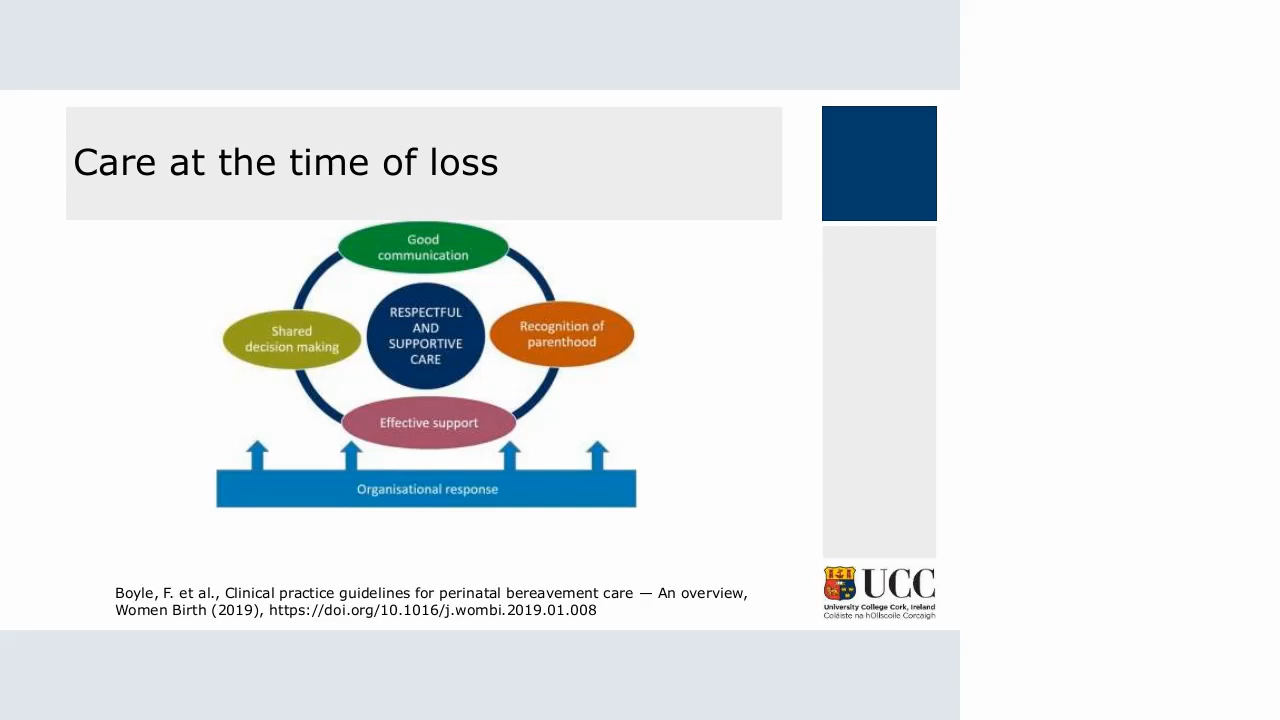 Care at the time of loss
Good
communication
RESPECTFUL
AND
SUPPORTIVE
CARE
Shared
decision making
Recognition of
parenthood
Effective support
Organisational response
Boyle, F. et al., Clinical practice guidelines for perinatal bereavement care — An overview,
Women Birth (2019), https://doi.org/10.1016/j.wombi.2019.01.008
UCC
University College Cork, Ireland
Coláiste na hOllscoile Corcaigh